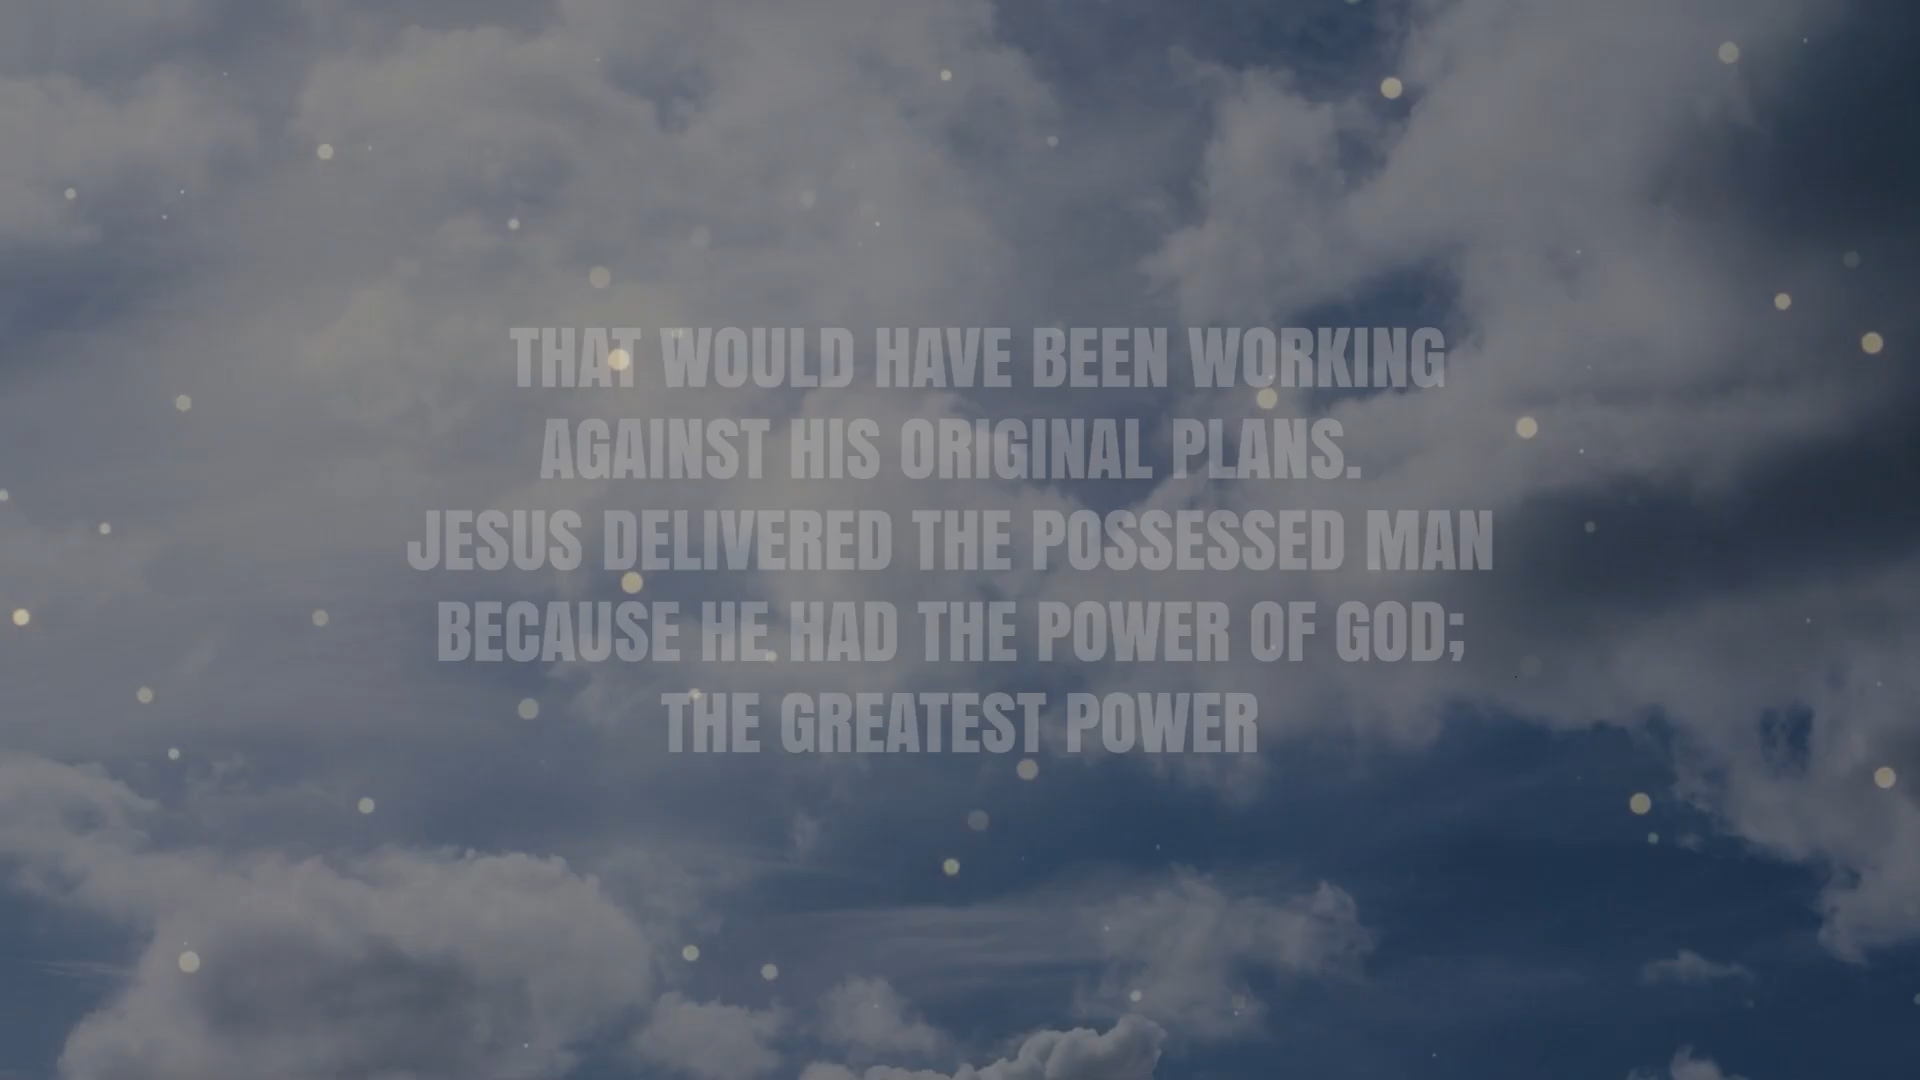 THAT WOULD HAVE BEEN WORKING
AGAINST HIS ORIGINAL PLANS.
JESUS DELIVERED THE POSSESSED MAN
BECAUSE HE HAD THE POWER OF GOD;
THE GREATEST POWER